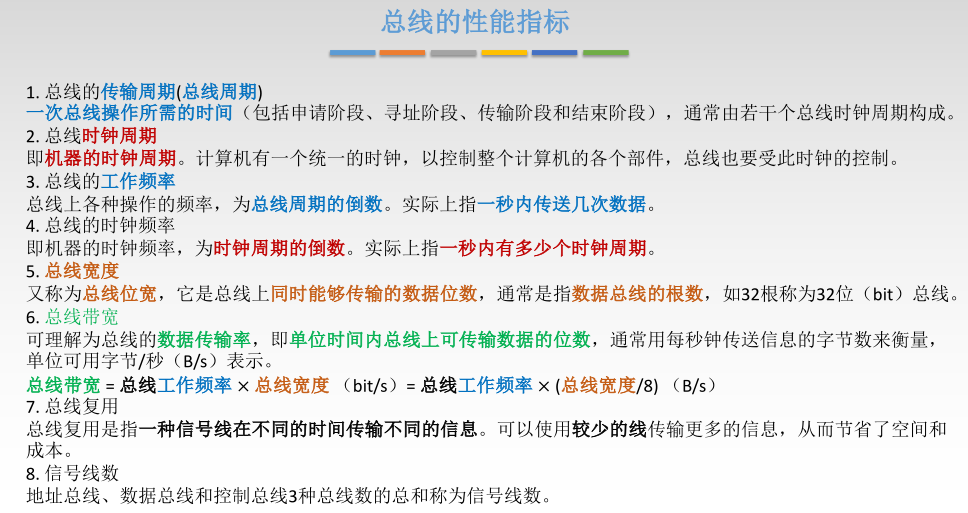 总线的性能指标
1. 总线的传输周期(总线周期)
一次总线操作所需的时间（包括申请阶段、寻址阶段、传输阶段和结束阶段），通常由若干个总线时钟周期构成。
2. 总线时钟周期
即机器的时钟周期。计算机有一个统一的时钟，以控制整个计算机的各个部件，总线也要受此时钟的控制。
3. 总线的工作频率
总线上各种操作的频率，为总线周期的倒数。实际上指一秒内传送几次数据。
4. 总线的时钟频率
即机器的时钟频率，为时钟周期的倒数。实际上指一秒内有多少个时钟周期。
5. 总线宽度
又称为总线位宽，它是总线上同时能够传输的数据位数，通常是指数据总线的根数，如32根称为32位（bit）总线。
6. 总线带宽
可理解为总线的数据传输率，即单位时间内总线上可传输数据的位数，通常用每秒钟传送信息的字节数来衡量，
单位可用字节/秒（B/s）表示。
总线带宽 = 总线工作频率 × 总线宽度 （bit/s）= 总线工作频率 × (总线宽度/8) （B/s）
7. 总线复用
总线复用是指一种信号线在不同的时间传输不同的信息。可以使用较少的线传输更多的信息，从而节省了空间和
成本。
8. 信号线数
地址总线、数据总线和控制总线3种总线数的总和称为信号线数。